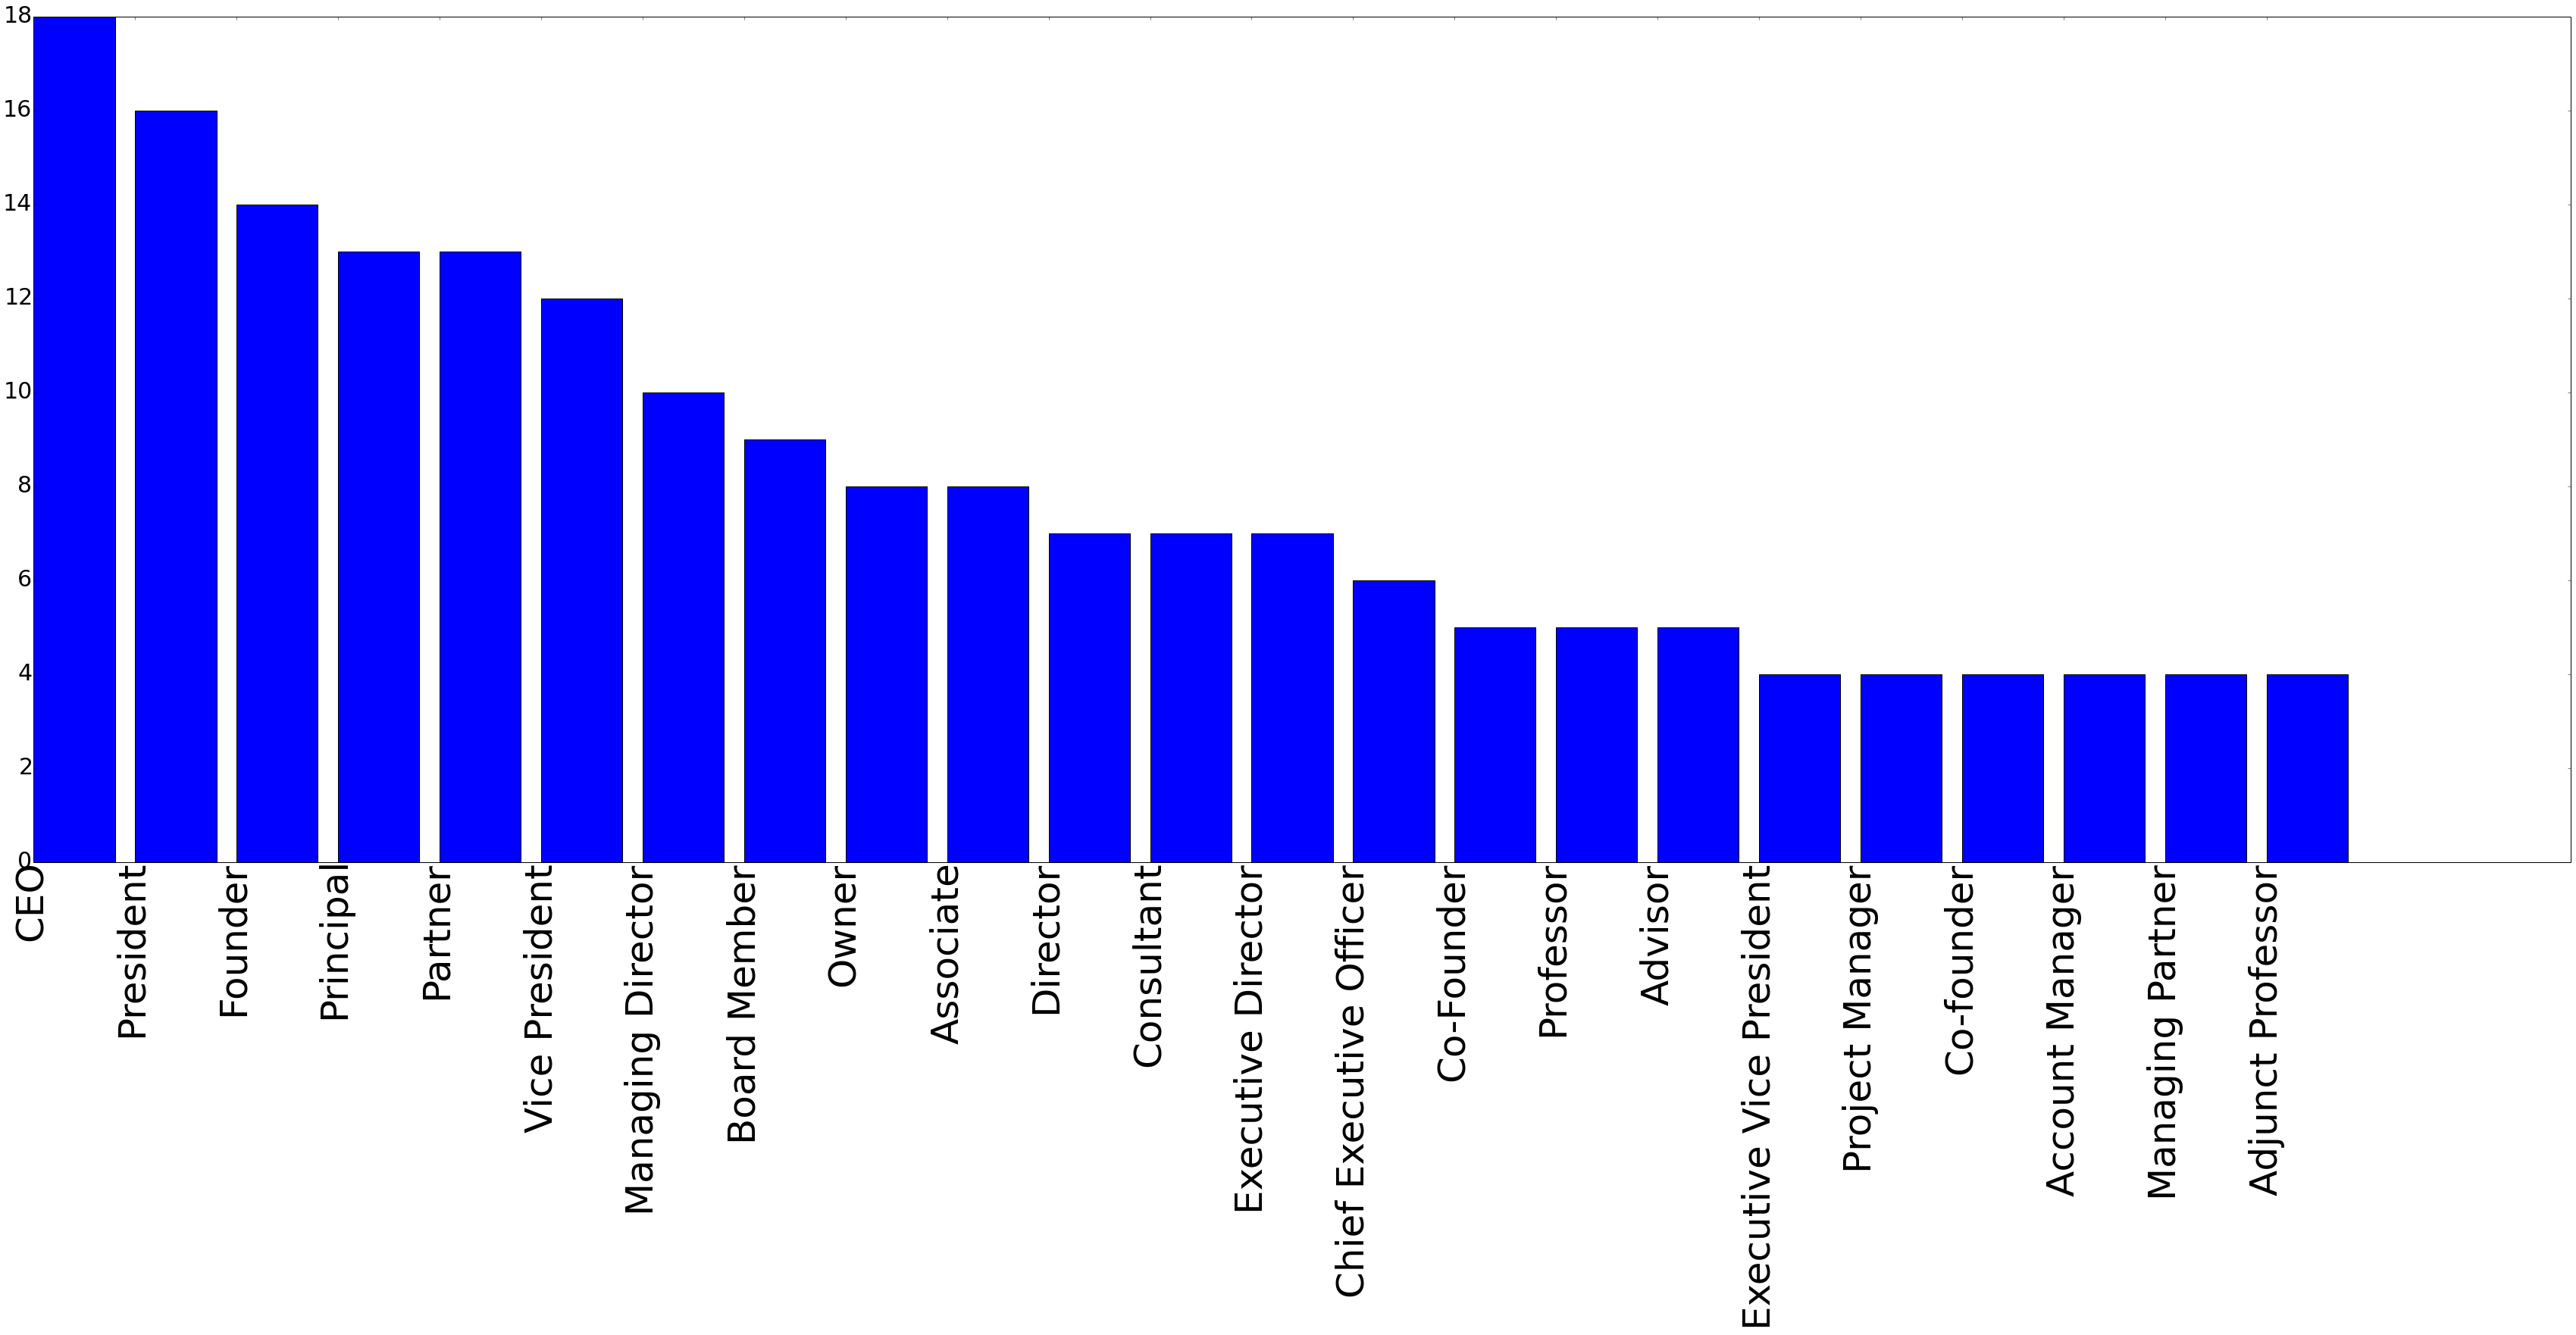 18
16
14
12
10
8
6
4
2
0
CEO
President
Founder
Principal
Partner
Vice President
Managing Director
Board Member
Owner
Associate
Director
Consultant
Executive Director
Chief Executive Officer
Co-Founder
Professor
Advisor
Executive Vice President
Project Manager
Co-founder
Account Manager
Managing Partner
Adjunct Professor